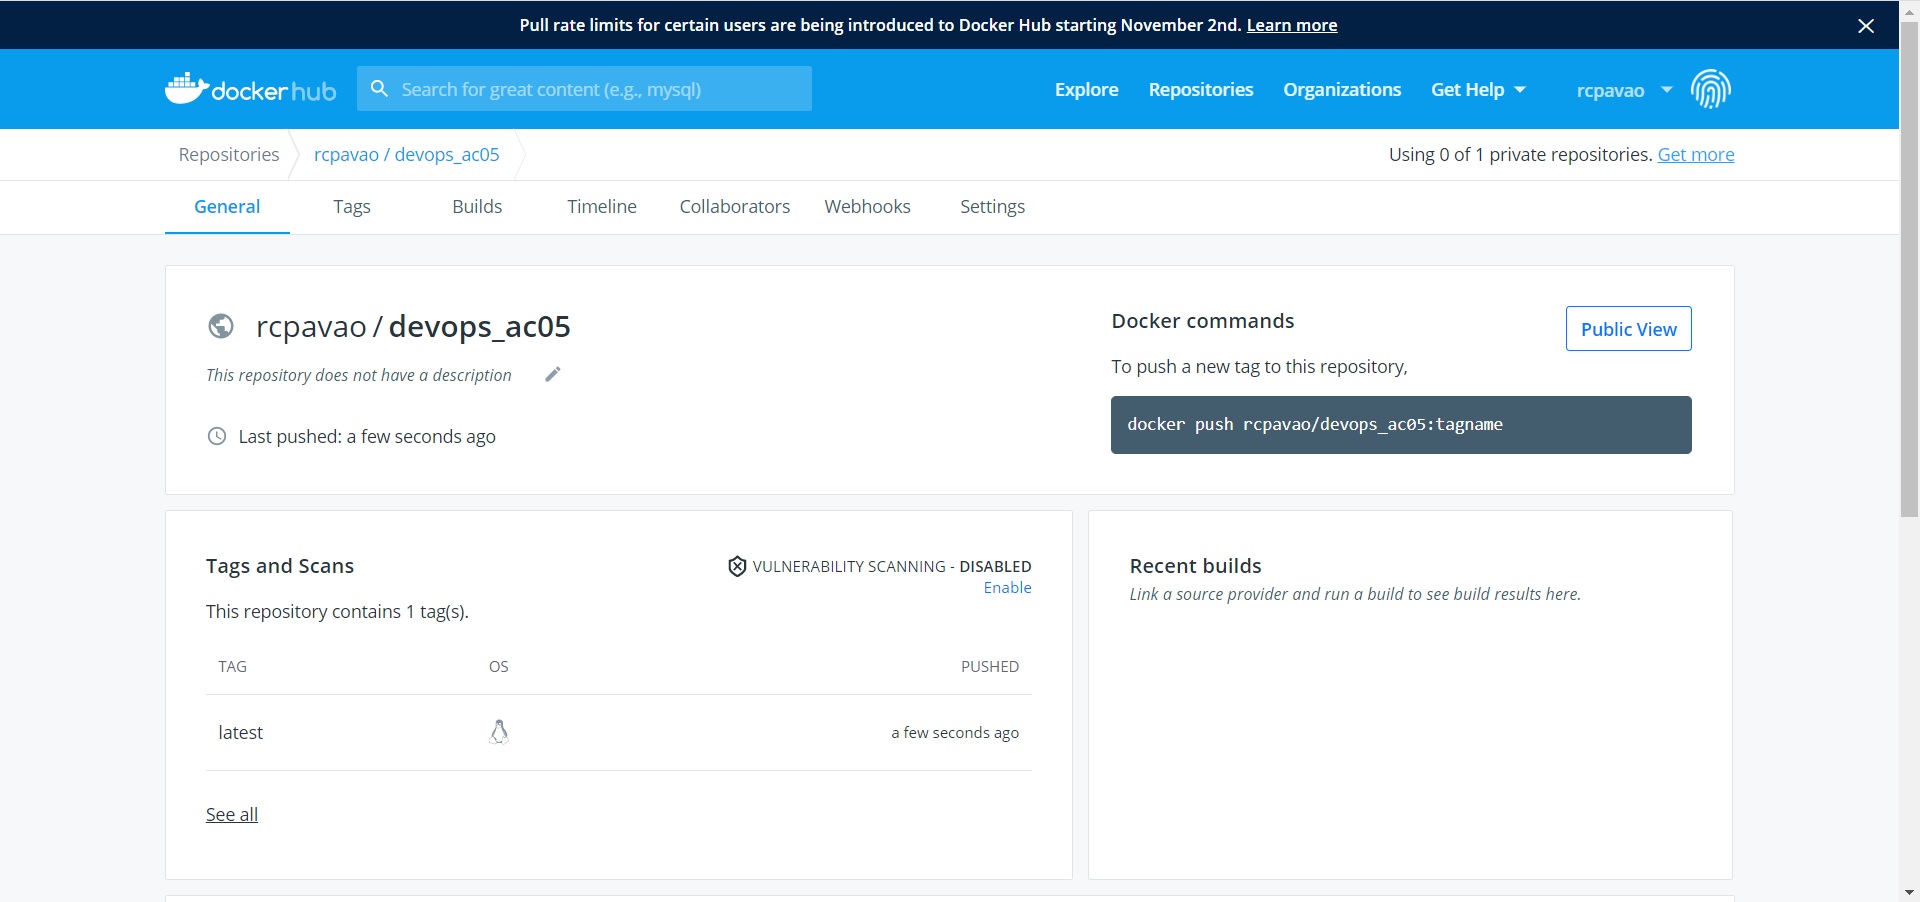 Pull rate limits for certain users are being introduced to Docker Hub starting November 2nd. Learn more
dockerhub
Search for great content (e.g., mysql)
Explore Repositories Organizations Get Help rcpavao
Repositories rcpavao / devops_ac05 Using 0 of 1 private repositories. Get more
General Tags Builds Timeline Collaborators Webhooks Settings
rcpavao / devops_ac05
This repository does not have a description
Last pushed: a few seconds ago
Docker commands
Public View
To push a new tag to this repository,
docker push rcpavao/devops_ac05:tagname
Tags and Scans
VULNERABILITY SCANNING - DISABLED
Enable
This repository contains 1 tag(s).
TAG OS PUSHED
latest a few seconds ago
See all
Recent builds
Link a source provider and run a build to see build results here.